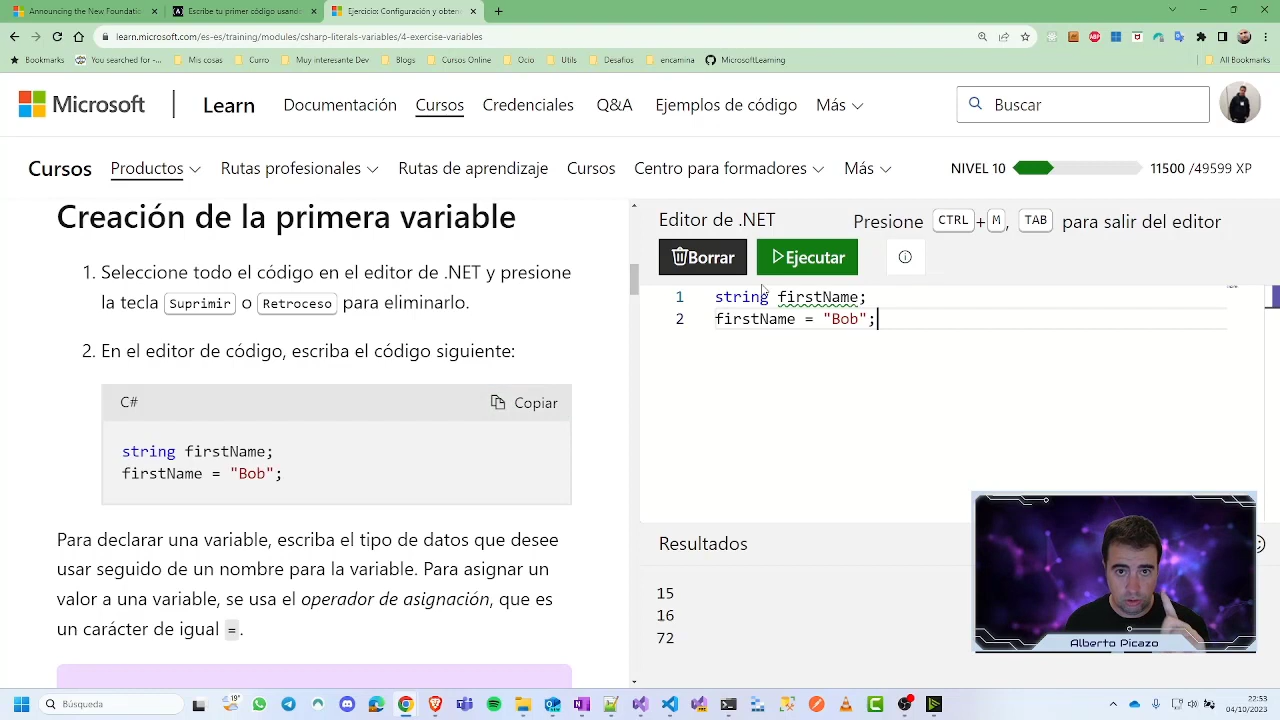 Announcing the New Foundatic
Escribe tu primer código usando
Ejercicio: Configuración y obten
learn.microsoft.com/es-es/training/modules/csharp-literals-variables/4-exercise-variables
Bookmarks
You searched for -...
Mis cosas
Curro
Muy interesante Dev
Blogs
Cursos Online
Ocio
Utils
Desafios
encamina
MicrosoftLearning
All Bookmarks
Microsoft
Learn
Documentación
Cursos
Credenciales
Q&A
Ejemplos de código
Más
Buscar
Cursos
Productos
Rutas profesionales
Rutas de aprendizaje
Cursos
Centro para formadores
Más
NIVEL 10
11500 /49599 XP
Creación de la primera variable
1. Seleccione todo el código en el editor de .NET y presione
la tecla Suprimir o Retroceso para eliminarlo.
2. En el editor de código, escriba el código siguiente:
C#
Copiar
string firstName;
firstName = "Bob";
Para declarar una variable, escriba el tipo de datos que desee
usar seguido de un nombre para la variable. Para asignar un
valor a una variable, se usa el operador de asignación, que es
un carácter de igual =.
Editor de .NET
Presione CTRL+M, TAB para salir del editor
Borrar
Ejecutar
1 string firstName;
2 firstName = "Bob";
Resultados
15
16
72
Alberto Picazo
Búsqueda
19°
22:53
04/10/2023